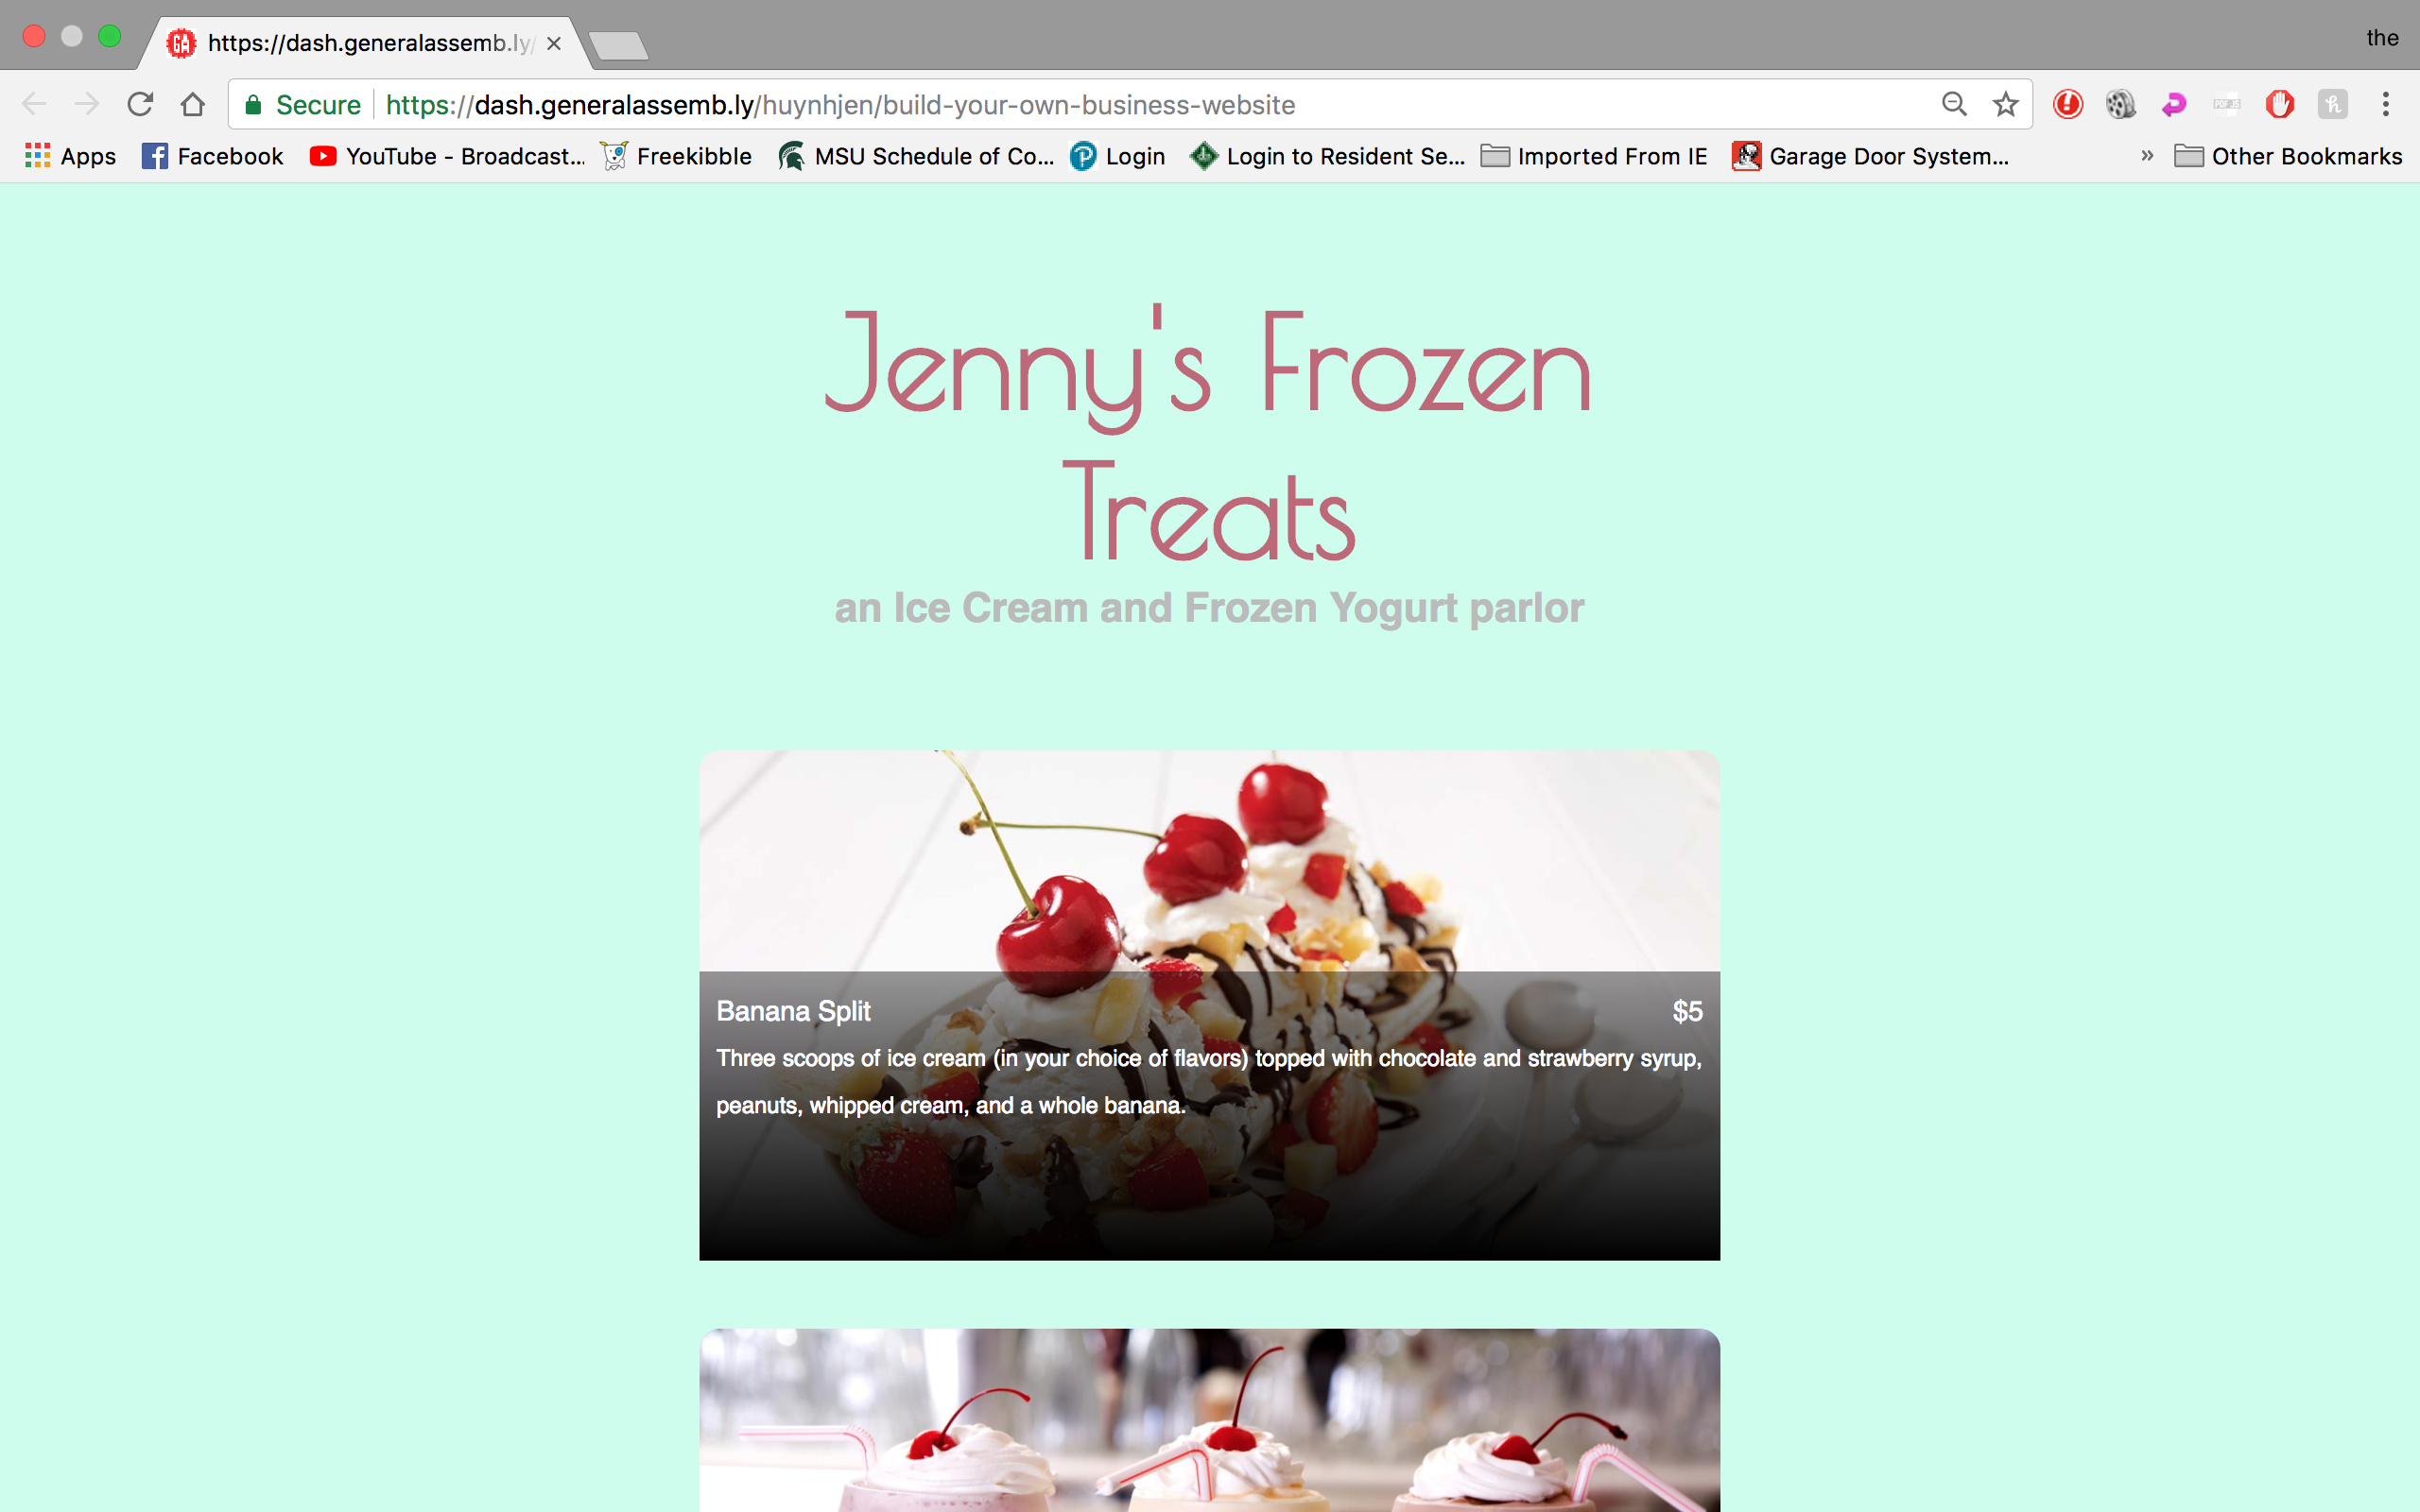 https://dash.generalassemb.ly/
the
Secure https://dash.generalassemb.ly/huynhjen/build-your-own-business-website
Apps Facebook YouTube - Broadcast... Freekibble MSU Schedule of Co... Login Login to Resident Se... Imported From IE Garage Door System... » Other Bookmarks
Jenny's Frozen
Treats
an Ice Cream and Frozen Yogurt parlor
Banana Split $5
Three scoops of ice cream (in your choice of flavors) topped with chocolate and strawberry syrup,
peanuts, whipped cream, and a whole banana.